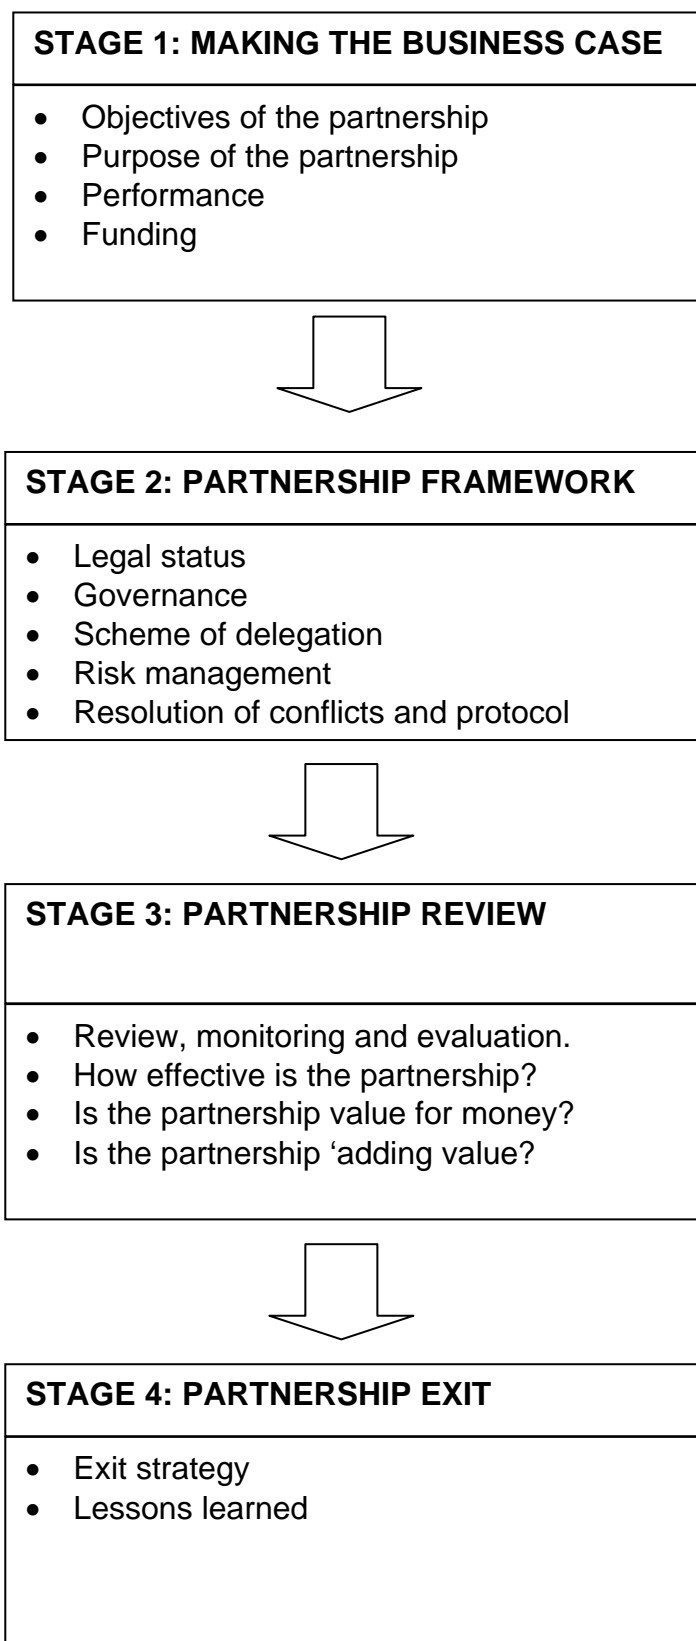 STAGE 1: MAKING THE BUSINESS CASE
• Objectives of the partnership
• Purpose of the partnership
• Performance
• Funding
STAGE 2: PARTNERSHIP FRAMEWORK
• Legal status
• Governance
• Scheme of delegation
• Risk management
• Resolution of conflicts and protocol
STAGE 3: PARTNERSHIP REVIEW
• Review, monitoring and evaluation.
• How effective is the partnership?
• Is the partnership value for money?
• Is the partnership ‘adding value?
STAGE 4: PARTNERSHIP EXIT
• Exit strategy
• Lessons learned